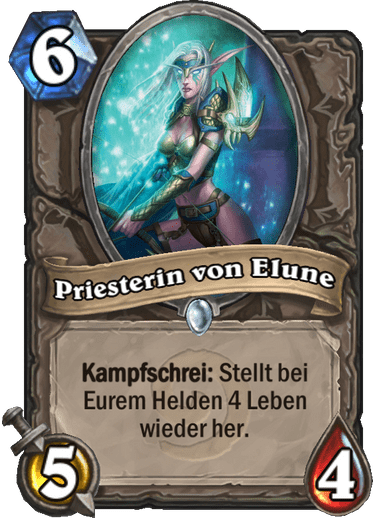 6
Priesterin von Elune
Kampfschrei: Stellt bei
Eurem Helden 4 Leben
wieder her.
5
4